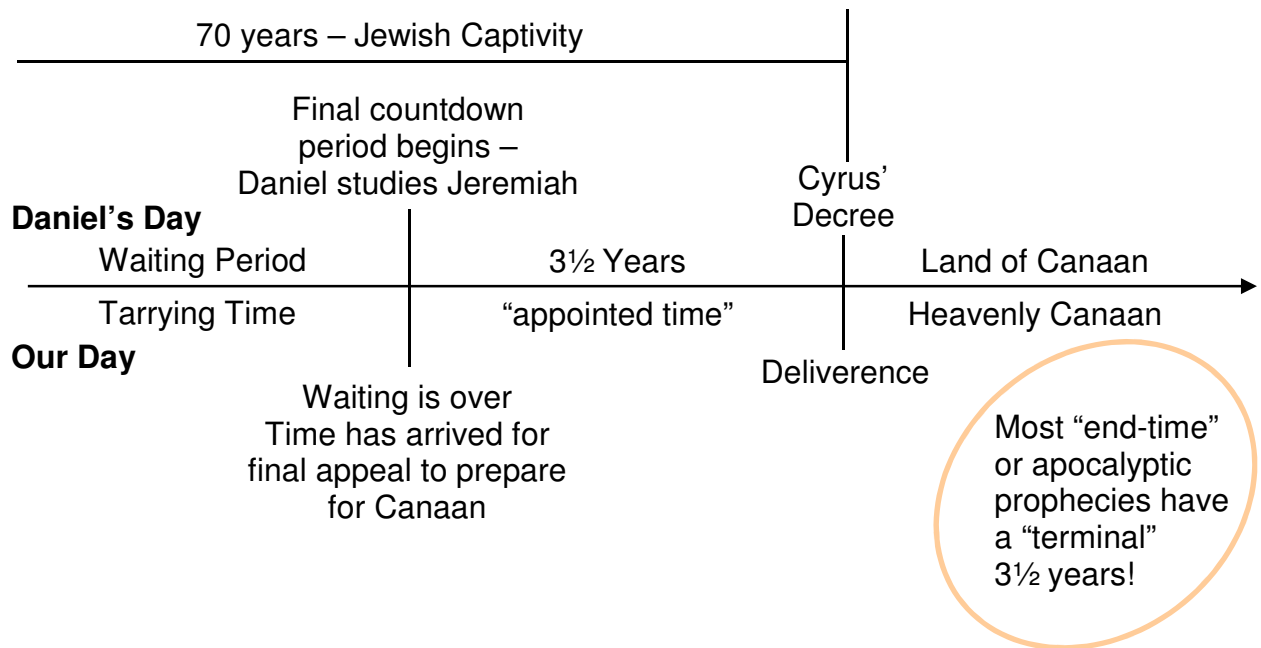 70 years – Jewish Captivity
Final countdown
period begins –
Daniel studies Jeremiah
Cyrus’
Decree
Daniel’s Day
Waiting Period
3½ Years
Land of Canaan
Tarrying Time
“appointed time”
Heavenly Canaan
Our Day
Deliverence
Waiting is over
Time has arrived for
final appeal to prepare
for Canaan
Most “end-time”
or apocalyptic
prophecies have
a “terminal”
3½ years!